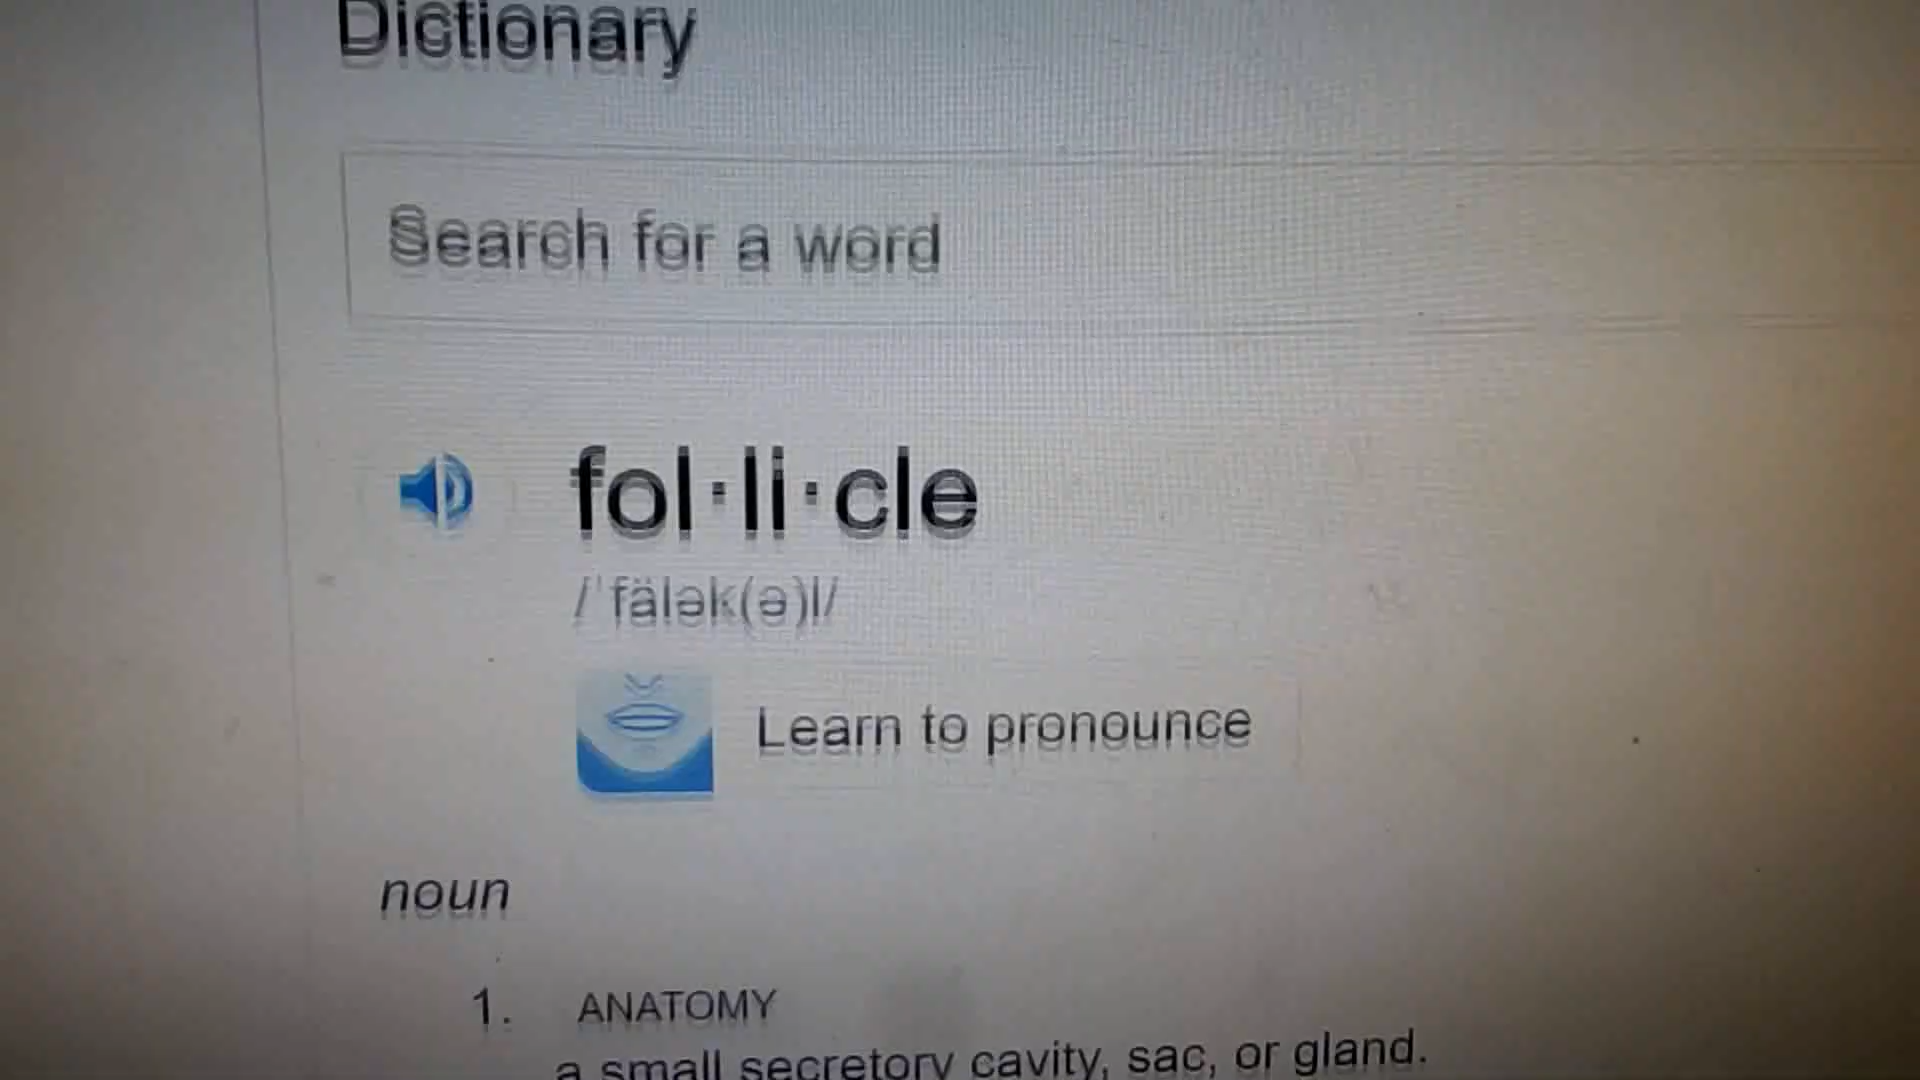 Dictionary
Search for a word
fol·li·cle
/ˈfälək(ə)l/
Learn to pronounce
noun
1. ANATOMY
a small secretory cavity, sac, or gland.